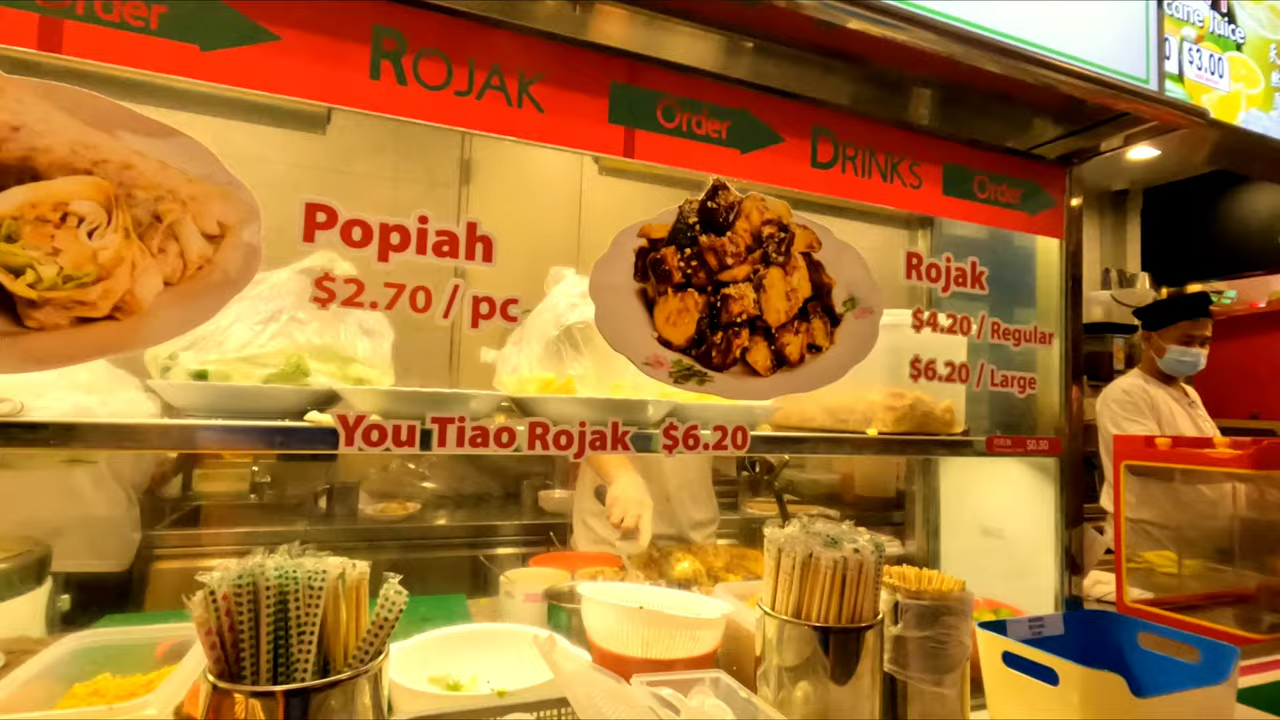 Order
ROJAK
Order
DRINKS
Order
cane Juice
$3.00
Popiah
$2.70 / pc
Rojak
$4.20 / Regular
$6.20 / Large
You Tiao Rojak $6.20
$0.30